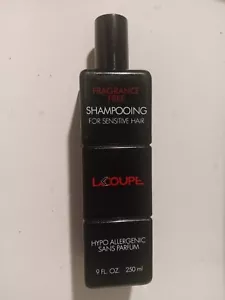 FRAGRANCE
FREE
SHAMPOOING
FOR SENSITIVE HAIR
LACOUPE
HYPO ALLERGENIC
SANS PARFUM
9 FL. OZ. 250 ml